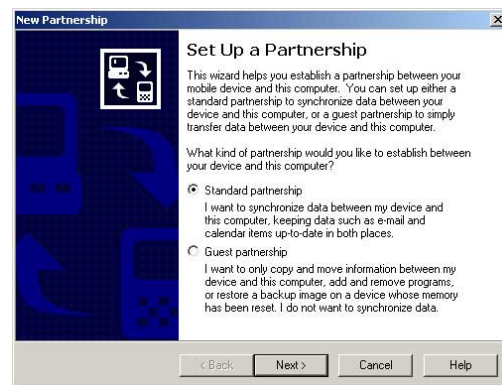 New Partnership
Set Up a Partnership
This wizard helps you establish a partnership between your
mobile device and this computer. You can set up either a
standard partnership to synchronize data between your
device and this computer, or a guest partnership to simply
transfer data between your device and this computer.
What kind of partnership would you like to establish between
your device and this computer?
Standard partnership
I want to synchronize data between my device and
this computer, keeping data such as e-mail and
calendar items up-to-date in both places.
Guest partnership
I want to only copy and move information between my
device and this computer, add and remove programs,
or restore a backup image on a device whose memory
has been reset. I do not want to synchronize data.
< Back Next > Cancel Help